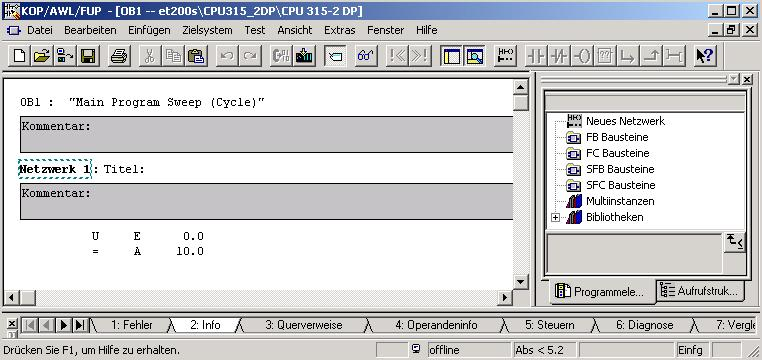 KOP/AWL/FUP - [OB1 -- et200s\CPU315_2DP\CPU 315-2 DP]
Datei Bearbeiten Einfügen Zielsystem Test Ansicht Extras Fenster Hilfe
OB1 : "Main Program Sweep (Cycle)"
Kommentar:
Netzwerk 1: Titel:
Kommentar:
U E 0.0
= A 10.0
Neues Netzwerk
FB Bausteine
FC Bausteine
SFB Bausteine
SFC Bausteine
Multiinstanzen
Bibliotheken
Programmele... Aufrufstruk...
1: Fehler 2: Info 3: Querverweise 4: Operandeninfo 5: Steuern 6: Diagnose 7: Vergle
Drücken Sie F1, um Hilfe zu erhalten. offline Abs < 5.2 Einfg